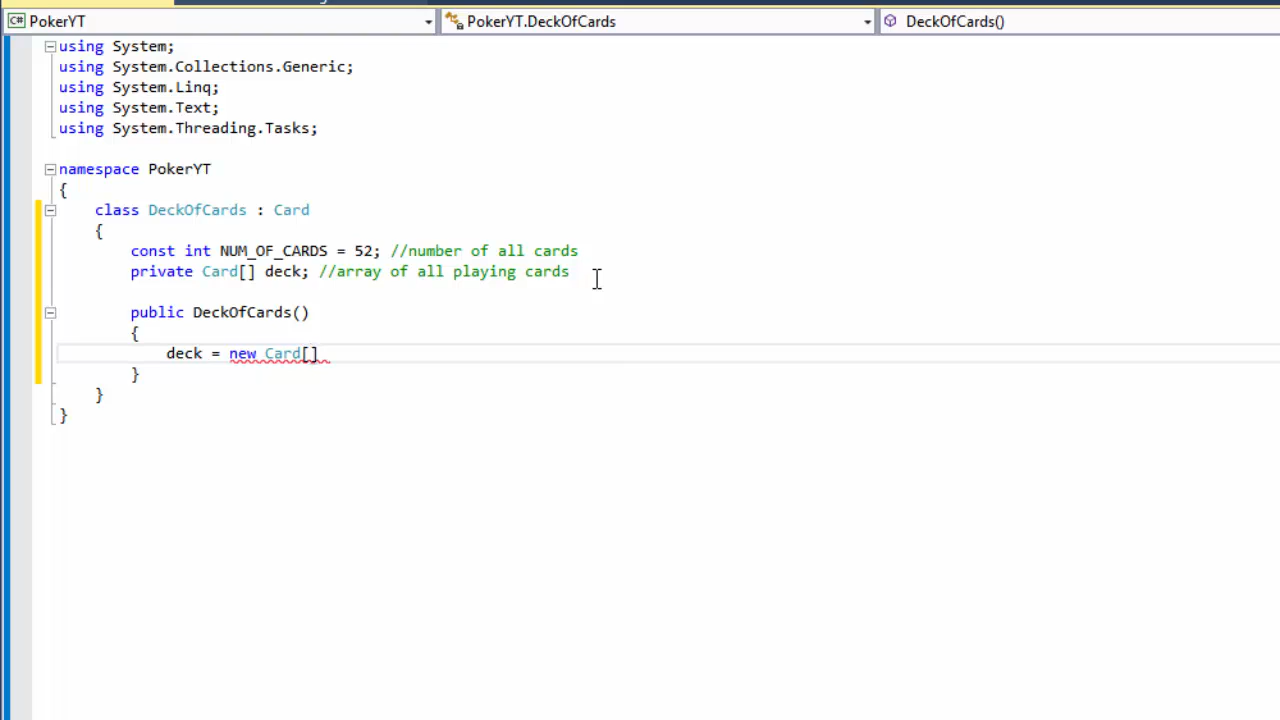 PokerYT PokerYT.DeckOfCards DeckOfCards()
using System;
using System.Collections.Generic;
using System.Linq;
using System.Text;
using System.Threading.Tasks;
namespace PokerYT
{
class DeckOfCards : Card
{
const int NUM_OF_CARDS = 52; //number of all cards
private Card[] deck; //array of all playing cards
public DeckOfCards()
{
deck = new Card[]
}
}
}